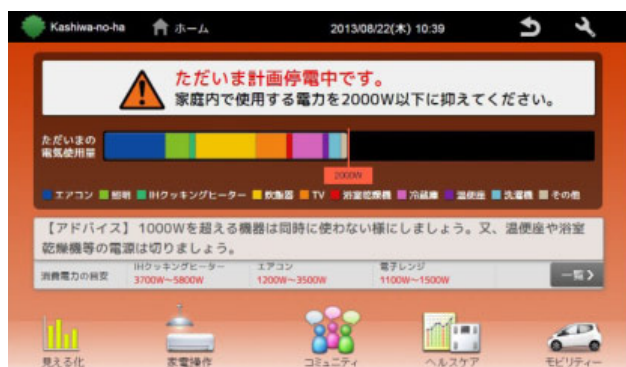 Kashiwa-no-ha ホーム 2013/08/22(木) 10:39
ただいま計画停電中です。
家庭内で使用する電力を2000W以下に抑えてください。
ただいまの
電気使用量
2000W
エアコン 照明 IHクッキングヒーター 炊飯器 TV 浴室乾燥機 冷蔵庫 温便座 洗濯機 その他
【アドバイス】1000Wを超える機器は同時に使わない様にしましょう。又、温便座や浴室
乾燥機等の電源は切りましょう。
消費電力の目安 IHクッキングヒーター エアコン 電子レンジ 一覧>
3700W～5800W 1200W～3500W 1100W～1500W
見える化 家電操作 コミュニティ ヘルスケア モビリティー